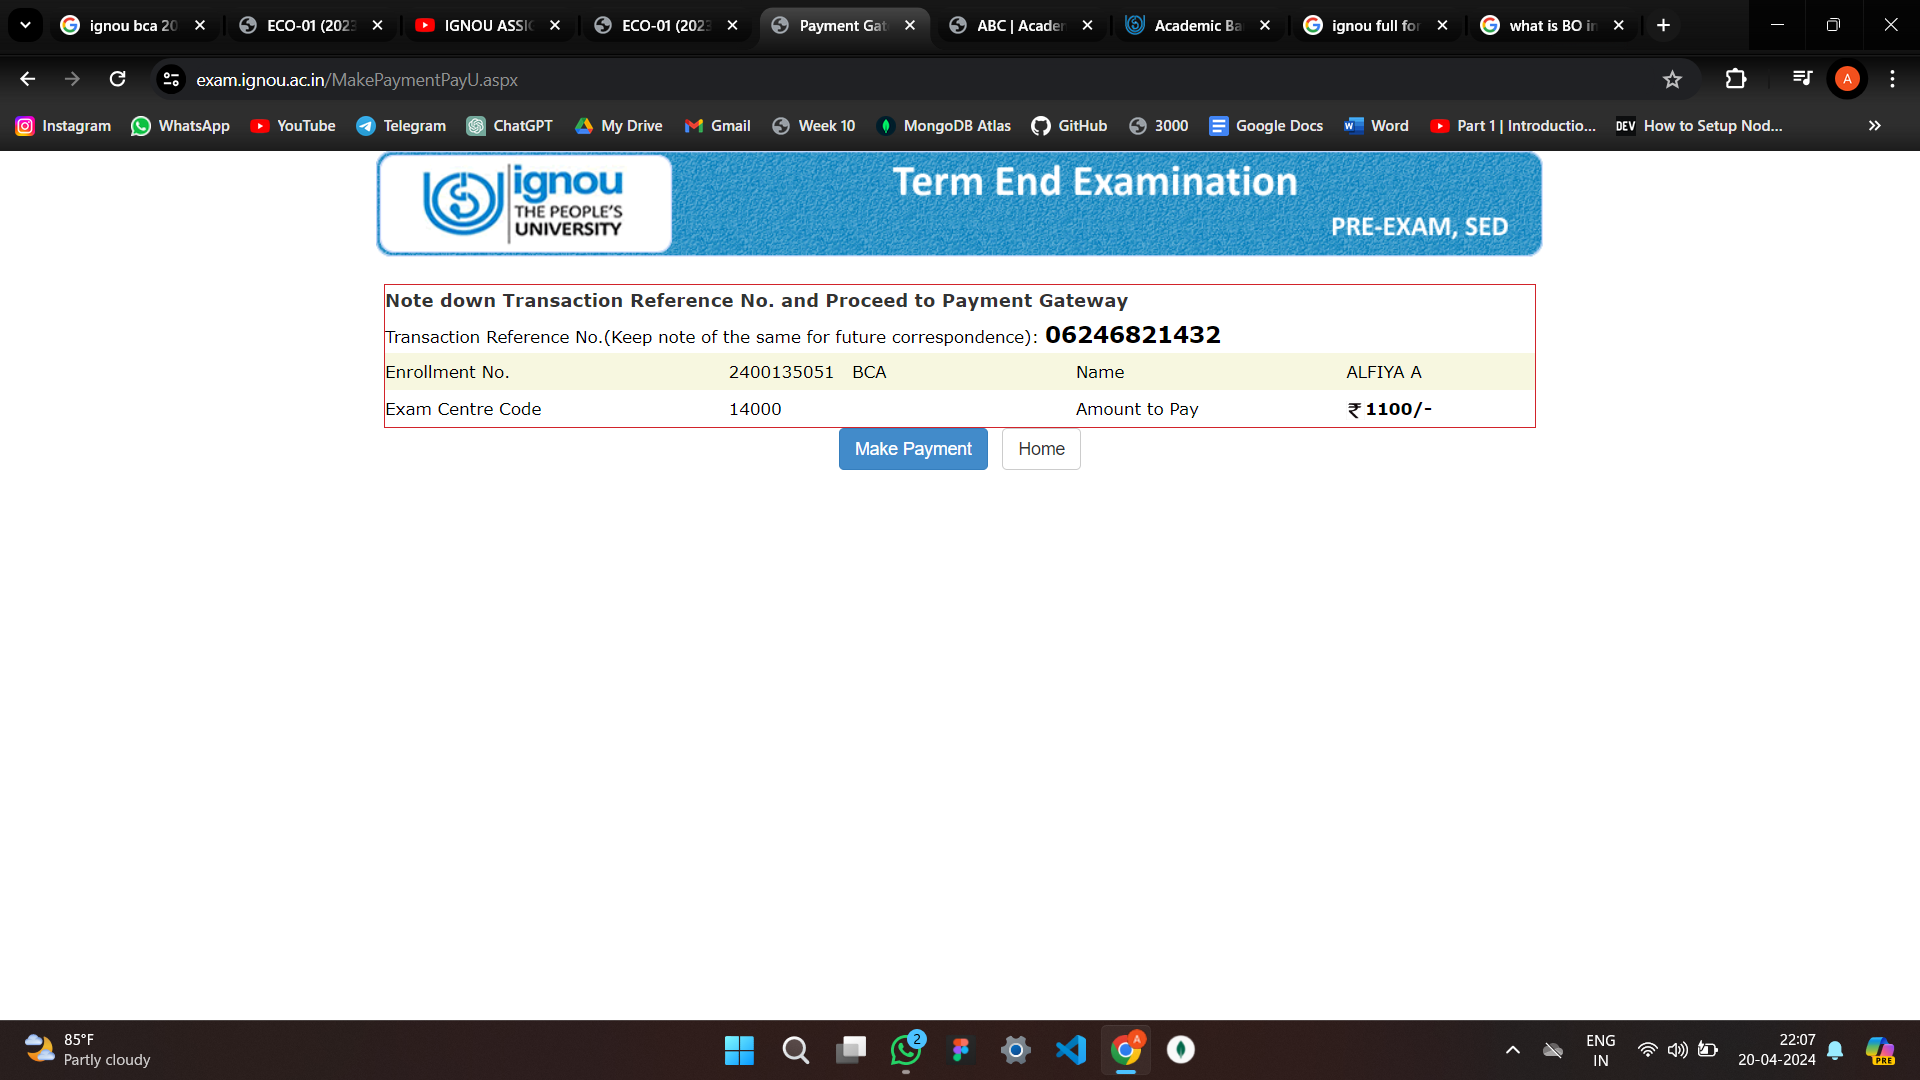 ignou bca 20
ECO-01 (2023
IGNOU ASSIG
ECO-01 (2023
Payment Gat
ABC | Acader
Academic Ba
ignou full for
what is BO in
exam.ignou.ac.in/MakePaymentPayU.aspx
A
Instagram
WhatsApp
YouTube
Telegram
ChatGPT
My Drive
Gmail
Week 10
MongoDB Atlas
GitHub
3000
Google Docs
Word
Part 1 | Introductio...
DEV How to Setup Nod...
ignou
THE PEOPLE'S
UNIVERSITY
Term End Examination
PRE-EXAM, SED
Note down Transaction Reference No. and Proceed to Payment Gateway
Transaction Reference No.(Keep note of the same for future correspondence): 06246821432
Enrollment No. 2400135051 BCA Name ALFIYA A
Exam Centre Code 14000 Amount to Pay ₹ 1100/-
Make Payment Home
85°F
Partly cloudy
2
A
ENG
IN
22:07
20-04-2024
PRE